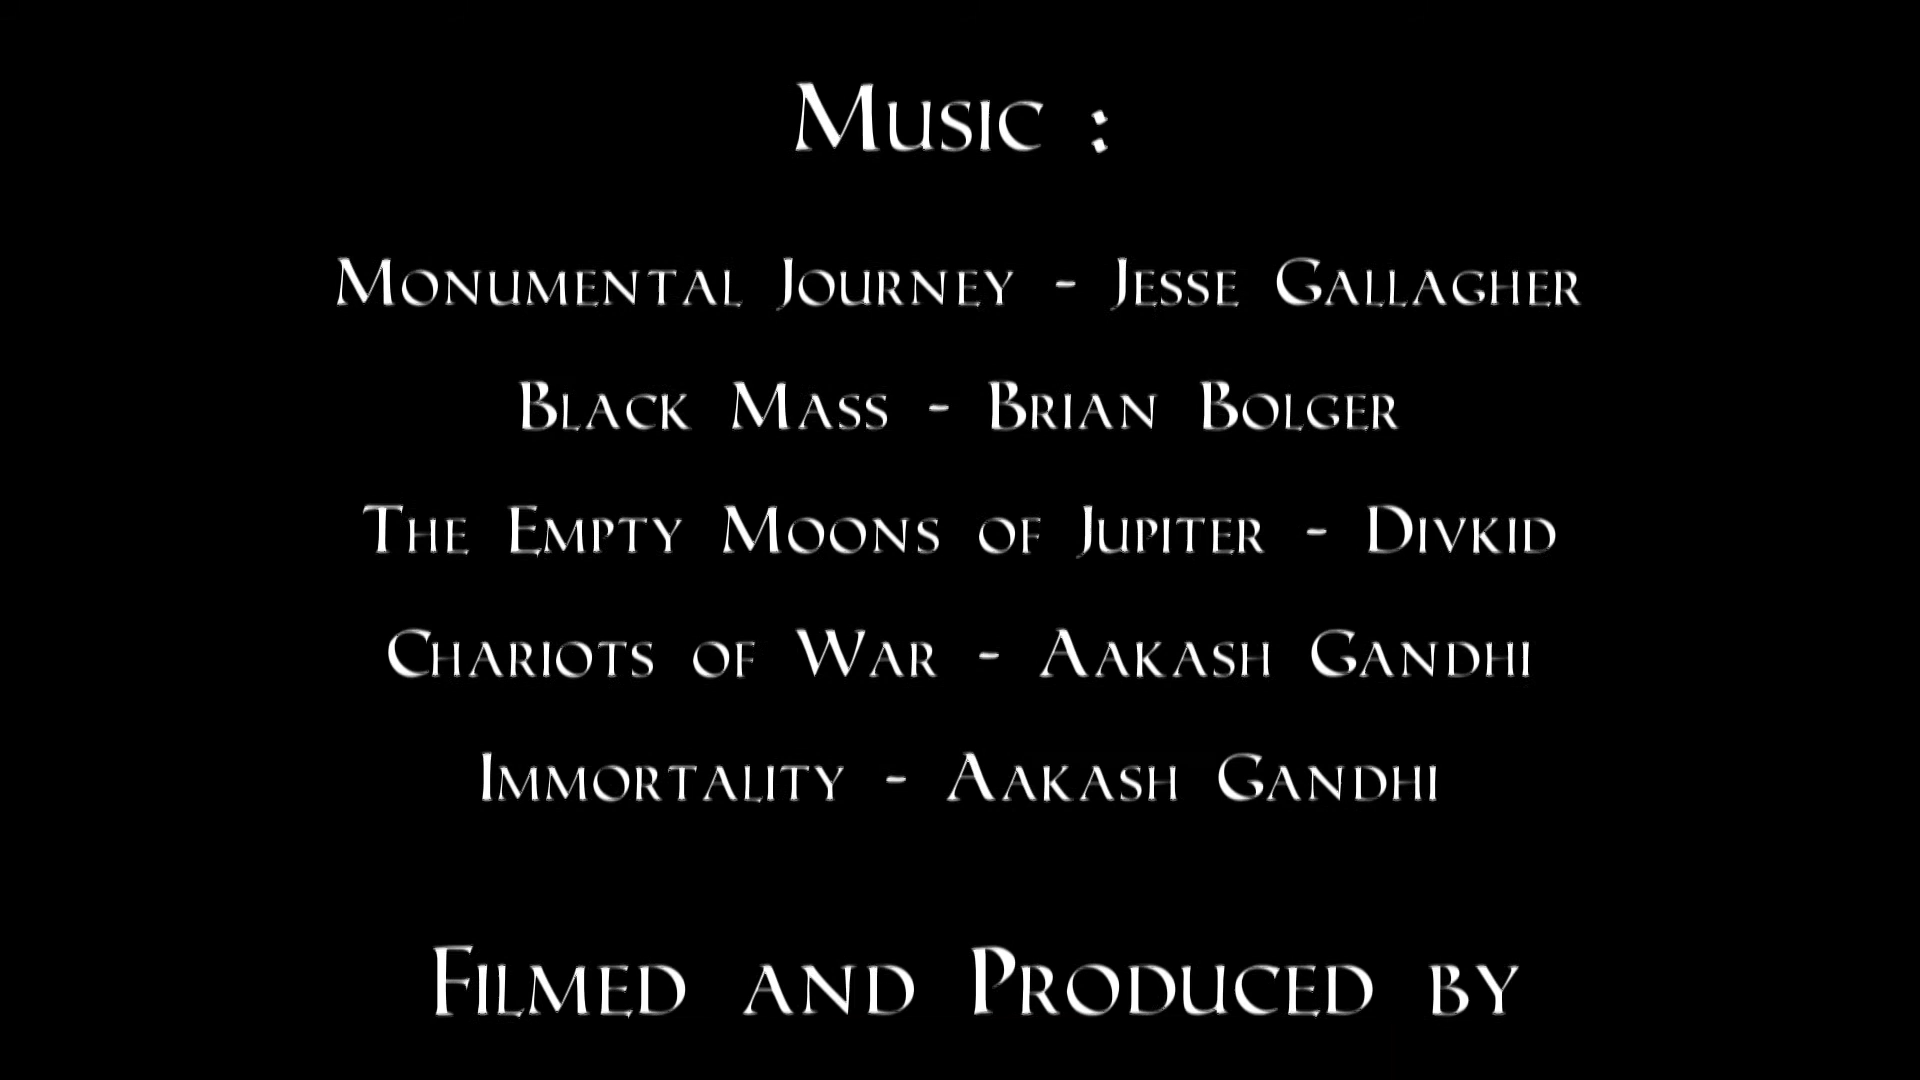 Music :
Monumental Journey - Jesse Gallagher
Black Mass - Brian Bolger
The Empty Moons of Jupiter - Divkid
Chariots of War - Aakash Gandhi
Immortality - Aakash Gandhi
Filmed and Produced by